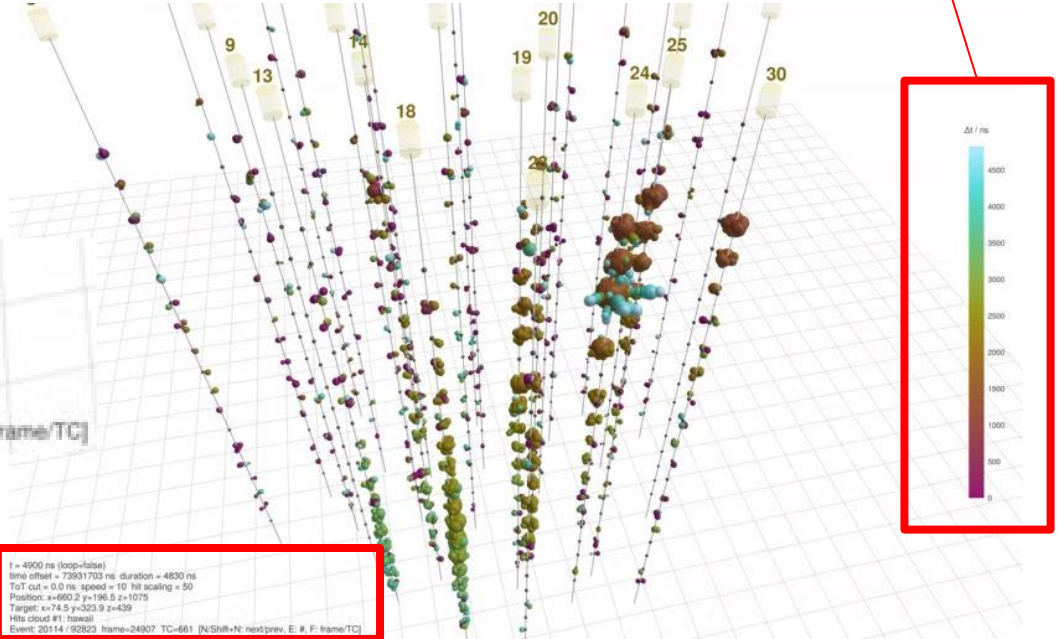 20
9
14
25
19
13
24
30
18
23
Δt / ns
4500
4000
3500
3000
2500
2000
1500
1000
500
0
rame/TC]
t = 4900 ns (loop=false)
time offset = 73931703 ns duration = 4830 ns
ToT cut = 0.0 ns speed = 10 hit scaling = 50
Position: x=660.2 y=196.5 z=1075
Target: x=74.5 y=323.9 z=439
Hits cloud #1: hawaii
Event: 20114 / 92823 frame=24907 TC=661 [N/Shift+N: next/prev, E: #, F: frame/TC]